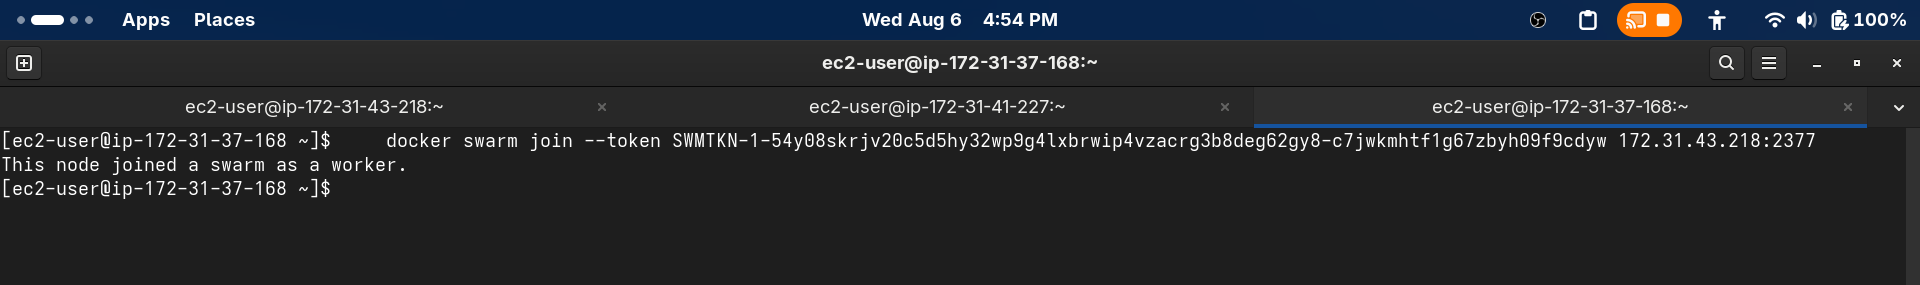 Apps Places Wed Aug 6 4:54 PM 100%
ec2-user@ip-172-31-37-168:~
ec2-user@ip-172-31-43-218:~ ec2-user@ip-172-31-41-227:~ ec2-user@ip-172-31-37-168:~
[ec2-user@ip-172-31-37-168 ~]$     docker swarm join --token SWMTKN-1-54y08skrjv20c5d5hy32wp9g4lxbrwip4vzacrg3b8deg62gy8-c7jwkmhtf1g67zbyh09f9cdyw 172.31.43.218:2377
This node joined a swarm as a worker.
[ec2-user@ip-172-31-37-168 ~]$